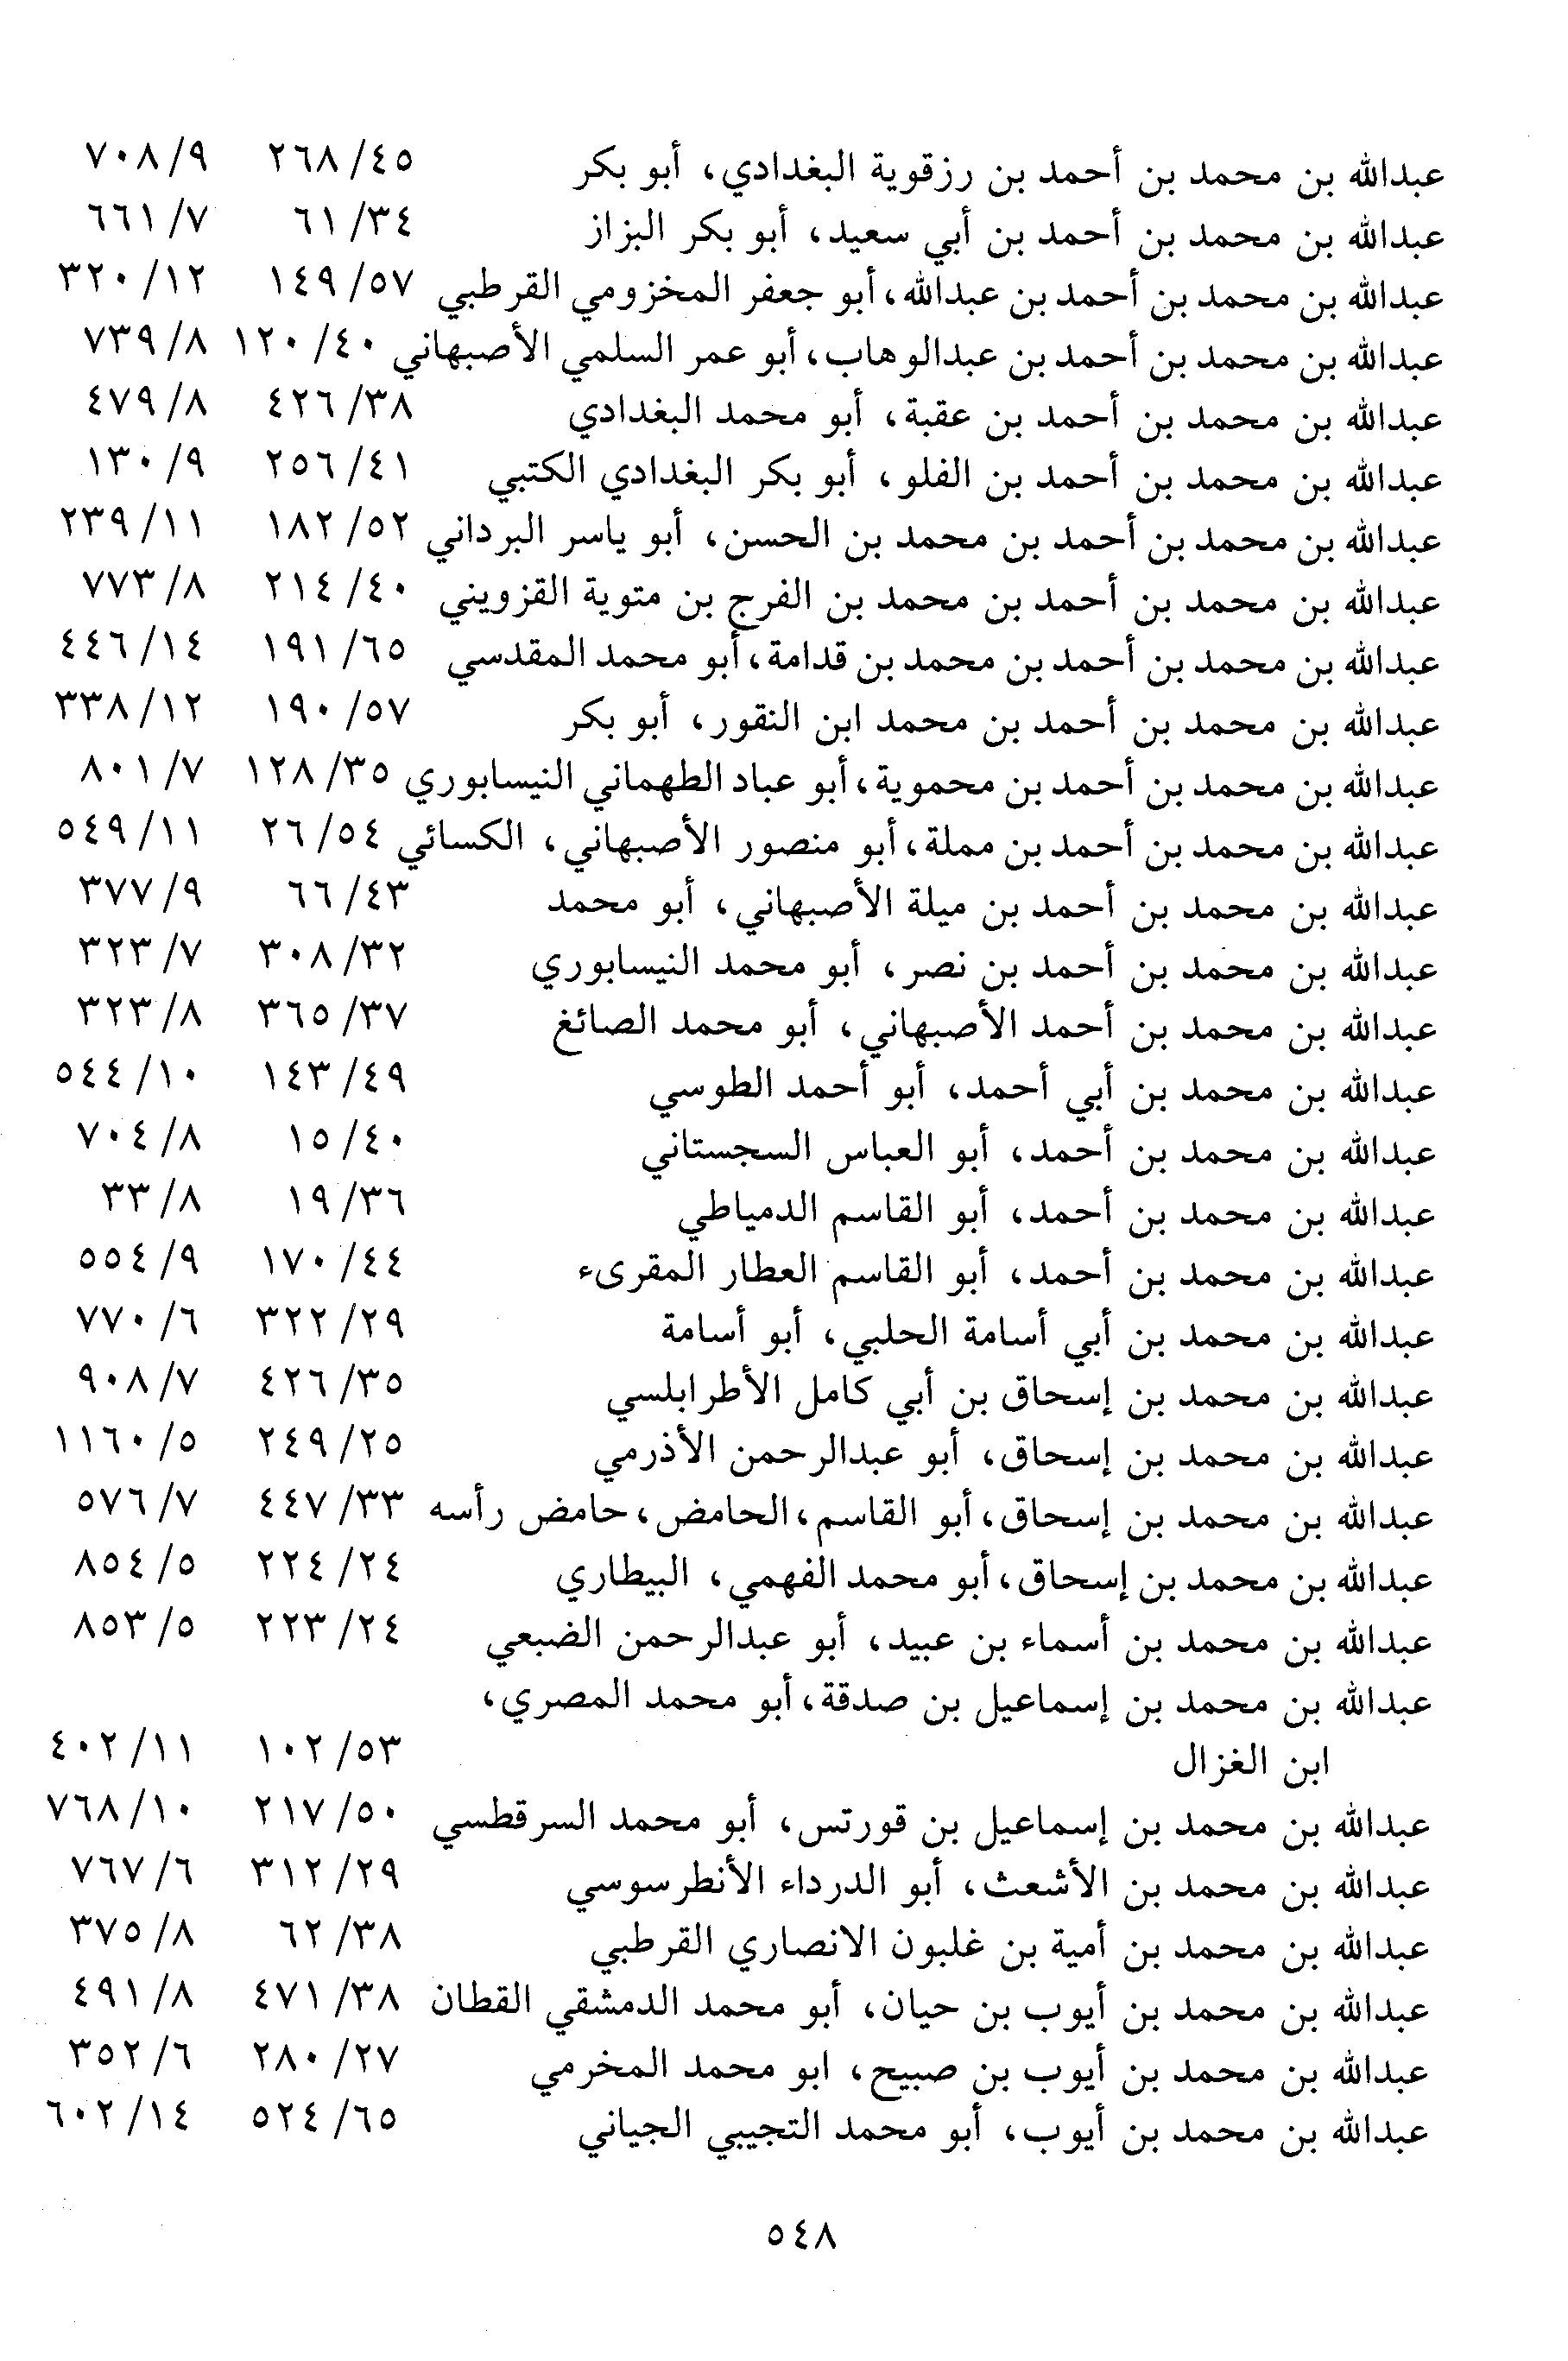 عبدالله بن محمد بن أحمد بن رزقوية البغدادي، أبو بكر ٤٥/ ٢٦٨ ٩/ ٧٠٨
عبدالله بن محمد بن أحمد بن أبي سعيد، أبو بكر البزاز ٣٤/ ٦١ ٧/ ٦٦١
عبدالله بن محمد بن أحمد بن عبدالله، أبو جعفر المخزومي القرطبي ٥٧/ ١٤٩ ١٢/ ٣٢٠
عبدالله بن محمد بن أحمد بن عبدالوهاب، أبو عمر السلمي الأصبهاني ٤٠/ ١٢٠ ٨/ ٧٣٩
عبدالله بن محمد بن أحمد بن عقبة، أبو محمد البغدادي ٣٨/ ٤٢٦ ٨/ ٤٧٩
عبدالله بن محمد بن أحمد بن الفلو، أبو بكر البغدادي الكتبي ٤١/ ٢٥٦ ٩/ ١٣٠
عبدالله بن محمد بن أحمد بن محمد بن الحسن، أبو ياسر البرداني ٥٢/ ١٨٢ ١١/ ٢٣٩
عبدالله بن محمد بن أحمد بن محمد بن الفرج بن متوية القزويني ٤٠/ ٢١٤ ٨/ ٧٧٣
عبدالله بن محمد بن أحمد بن محمد بن قدامة، أبو محمد المقدسي ٦٥/ ١٩١ ١٤/ ٤٤٦
عبدالله بن محمد بن أحمد بن محمد ابن النقور، أبو بكر ٥٧/ ١٩٠ ١٢/ ٣٣٨
عبدالله بن محمد بن أحمد بن محموية، أبو عباد الطهماني النيسابوري ٣٥/ ١٢٨ ٧/ ٨٠١
عبدالله بن محمد بن أحمد بن مملة، أبو منصور الأصبهاني، الكسائي ٥٤/ ٢٦ ١١/ ٥٤٩
عبدالله بن محمد بن أحمد بن ميلة الأصبهاني، أبو محمد ٤٣/ ٦٦ ٩/ ٣٧٧
عبدالله بن محمد بن أحمد بن نصر، أبو محمد النيسابوري ٣٢/ ٣٠٨ ٧/ ٣٢٣
عبدالله بن محمد بن أحمد الأصبهاني، أبو محمد الصائغ ٣٧/ ٣٦٥ ٨/ ٣٢٣
عبدالله بن محمد بن أبي أحمد، أبو أحمد الطوسي ٤٩/ ١٤٣ ١٠/ ٥٤٤
عبدالله بن محمد بن أحمد، أبو العباس السجستاني ٤٠/ ١٥ ٨/ ٧٠٤
عبدالله بن محمد بن أحمد، أبو القاسم الدمياطي ٣٦/ ١٩ ٨/ ٣٣
عبدالله بن محمد بن أحمد، أبو القاسم العطار المقرىء ٤٤/ ١٧٠ ٩/ ٥٥٤
عبدالله بن محمد بن أبي أسامة الحلبي، أبو أسامة ٢٩/ ٣٢٢ ٦/ ٧٧٠
عبدالله بن محمد بن إسحاق بن أبي كامل الأطرابلسي ٣٥/ ٤٢٦ ٧/ ٩٠٨
عبدالله بن محمد بن إسحاق، أبو عبدالرحمن الأذرمي ٢٥/ ٢٤٩ ٥/ ١١٦٠
عبدالله بن محمد بن إسحاق، أبو القاسم، الحامض، حامض رأسه ٣٣/ ٤٤٧ ٧/ ٥٧٦
عبدالله بن محمد بن إسحاق، أبو محمد الفهمي، البيطاري ٢٤/ ٢٢٤ ٥/ ٨٥٤
عبدالله بن محمد بن أسماء بن عبيد، أبو عبدالرحمن الضبعي ٢٤/ ٢٢٣ ٥/ ٨٥٣
عبدالله بن محمد بن إسماعيل بن صدقة، أبو محمد المصري،
ابن الغزال ٥٣/ ١٠٢ ١١/ ٤٠٢
عبدالله بن محمد بن إسماعيل بن قورتس، أبو محمد السرقطسي ٥٠/ ٢١٧ ١٠/ ٧٦٨
عبدالله بن محمد بن الأشعث، أبو الدرداء الأنطرسوسي ٢٩/ ٣١٢ ٦/ ٧٦٧
عبدالله بن محمد بن أمية بن غلبون الانصاري القرطبي ٣٨/ ٦٢ ٨/ ٣٧٥
عبدالله بن محمد بن أيوب بن حيان، أبو محمد الدمشقي القطان ٣٨/ ٤٧١ ٨/ ٤٩١
عبدالله بن محمد بن أيوب بن صبيح، ابو محمد المخرمي ٢٧/ ٢٨٠ ٦/ ٣٥٢
عبدالله بن محمد بن أيوب، أبو محمد التجيبي الجياني ٦٥/ ٥٢٤ ١٤/ ٦٠٢
٥٤٨